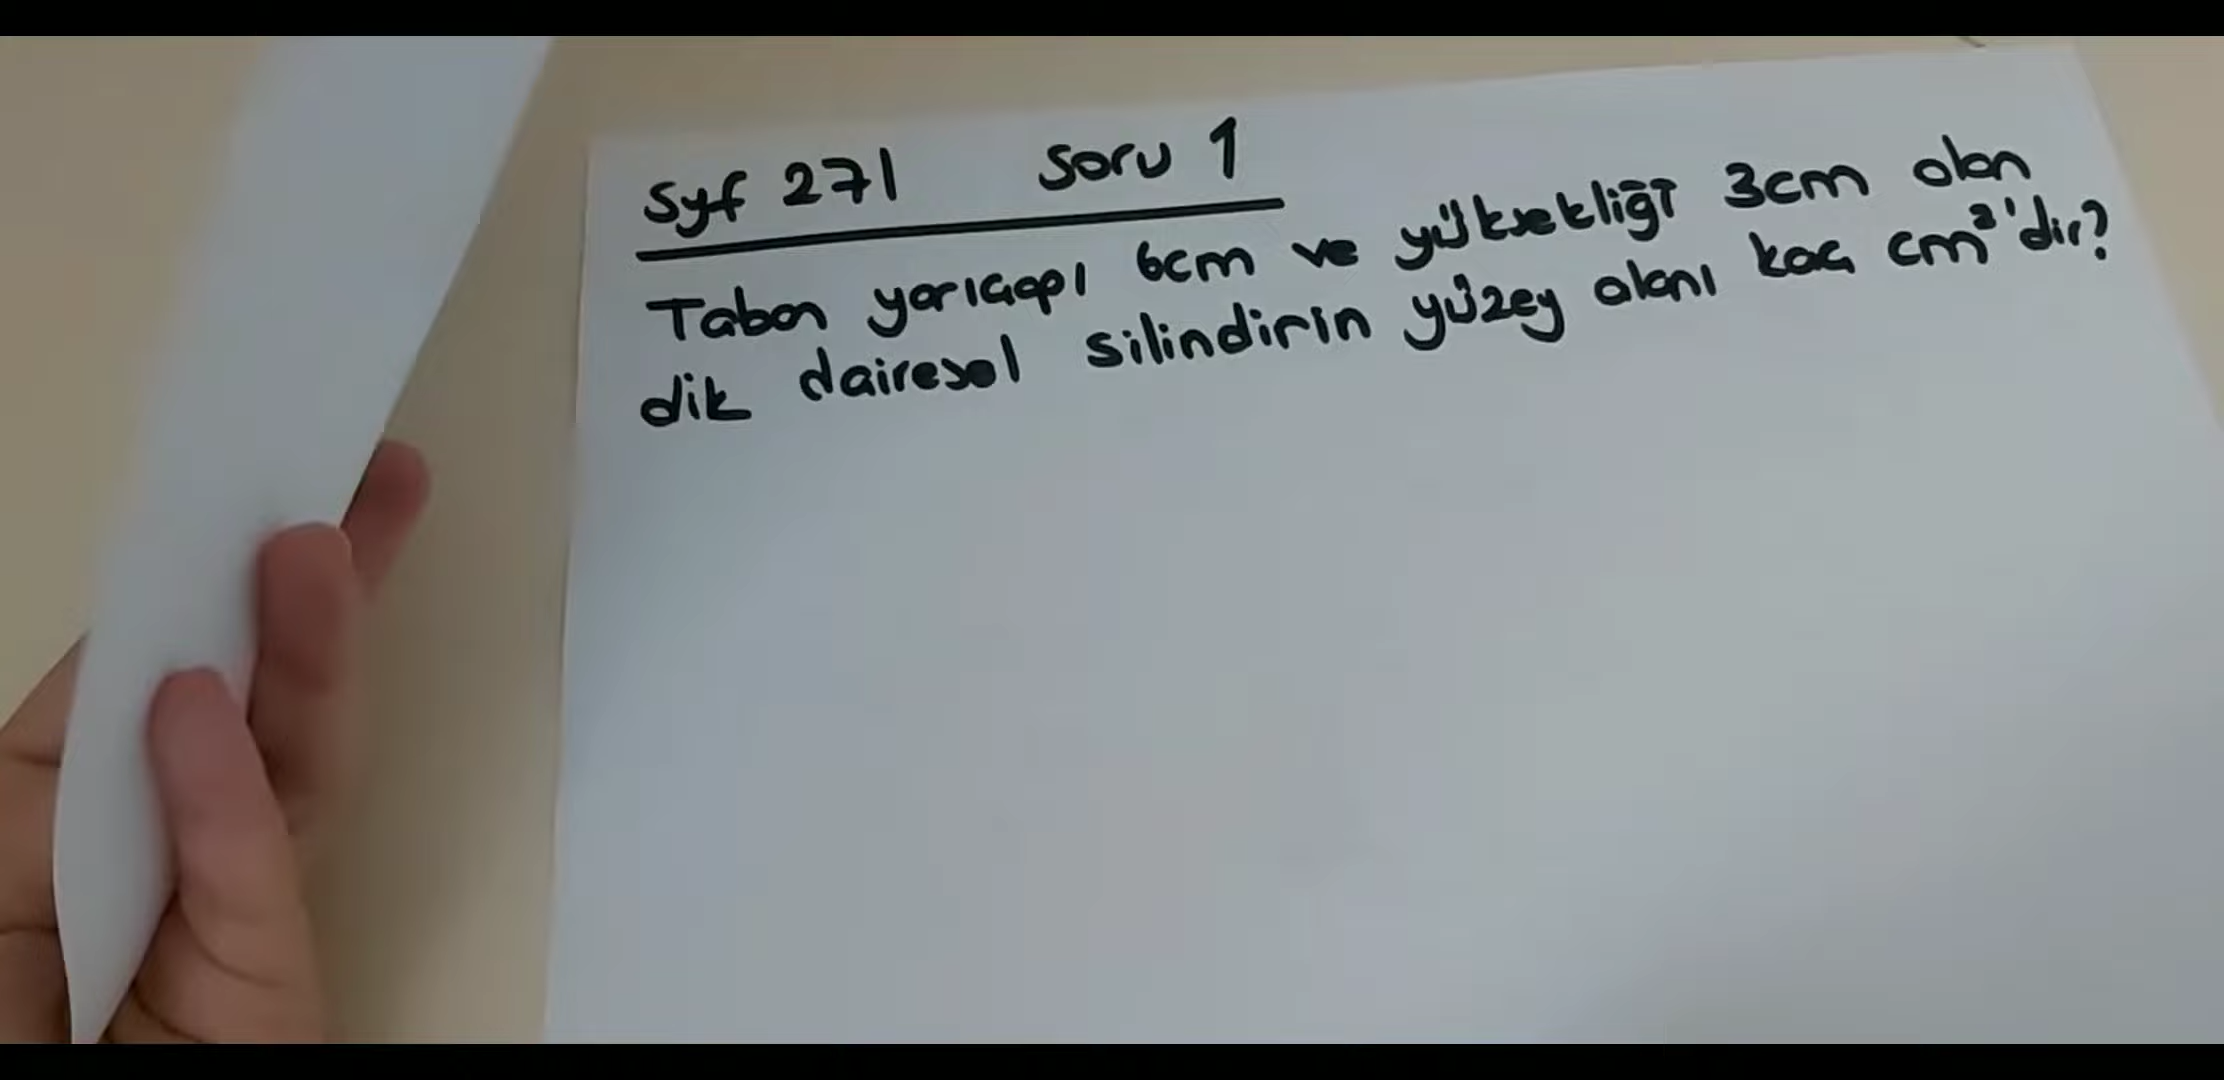 Syf 271 Soru 1
Taban yarıçapı 6cm ve yüksekliği 3cm olan
dik dairesel silindirin yüzey alanı kaç cm²'dir?